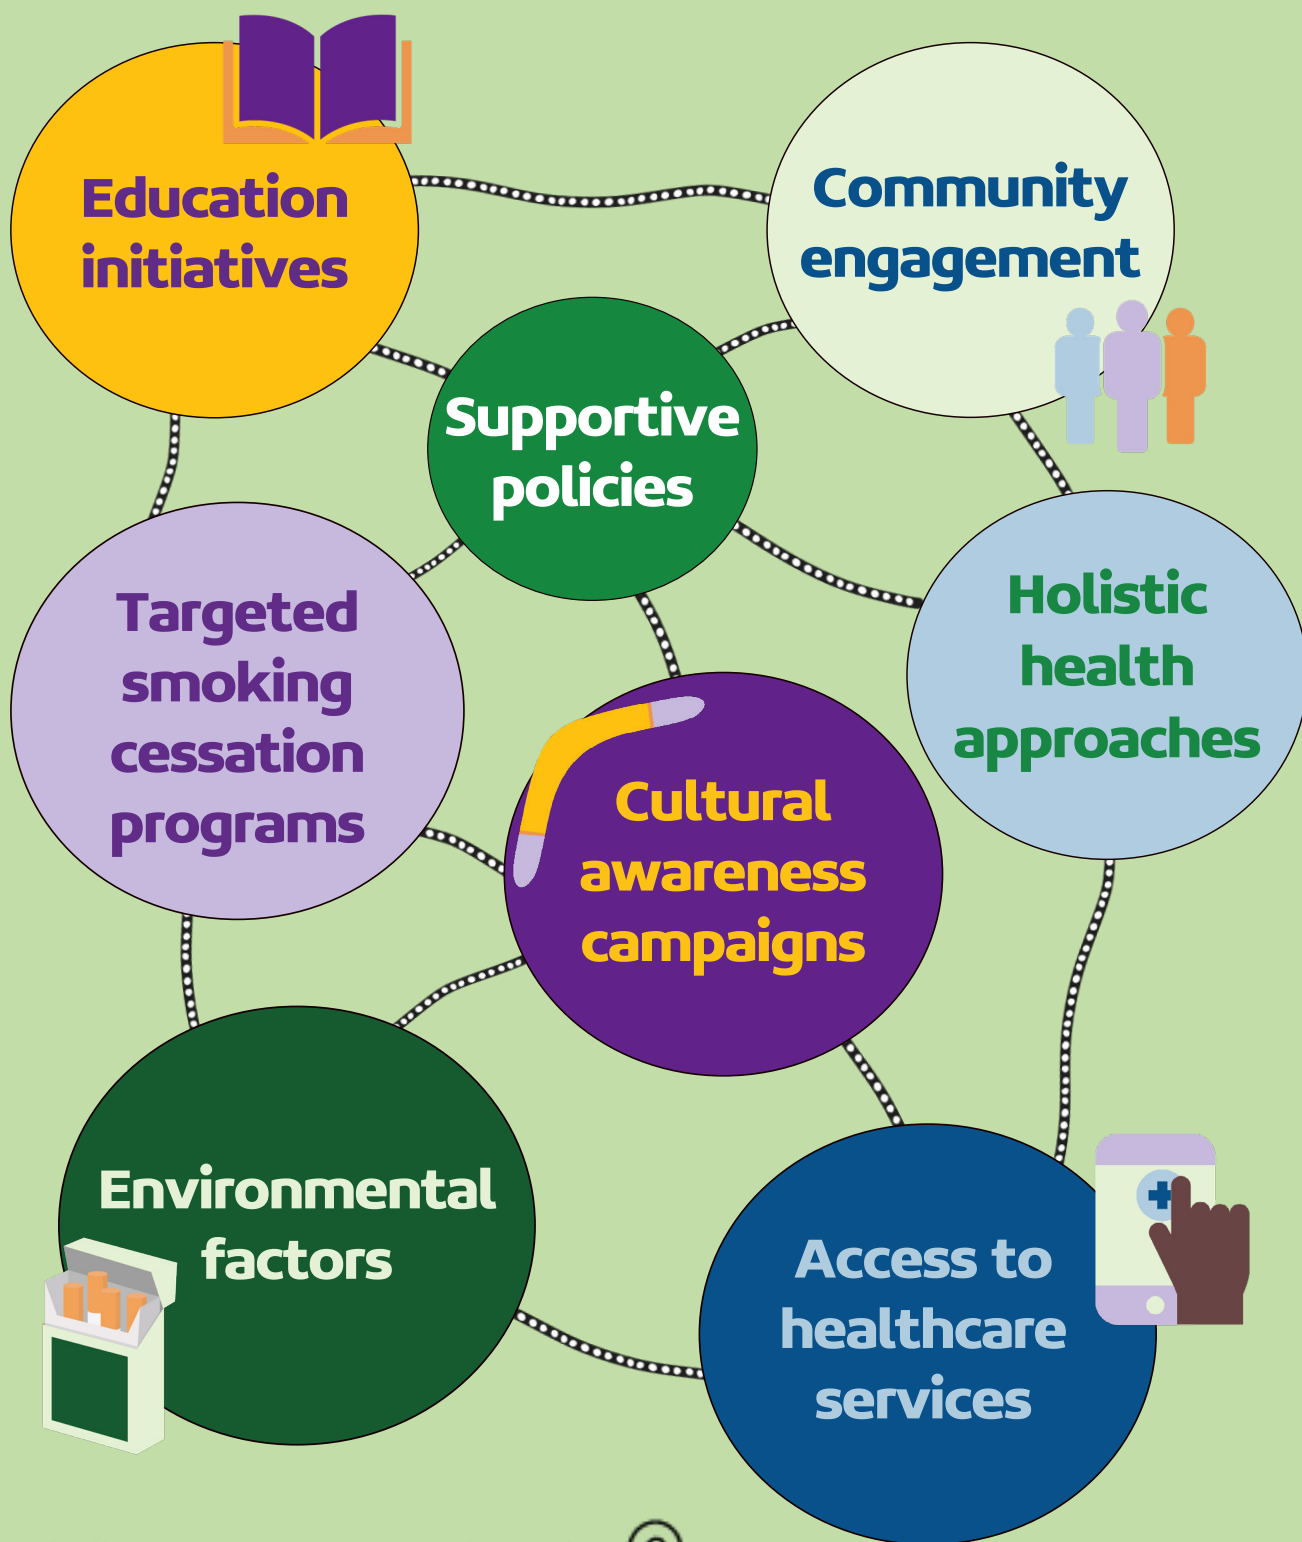 Education
initiatives
Community
engagement
Supportive
policies
Targeted
smoking
cessation
programs
Holistic
health
approaches
Cultural
awareness
campaigns
Environmental
factors
Access to
healthcare
services